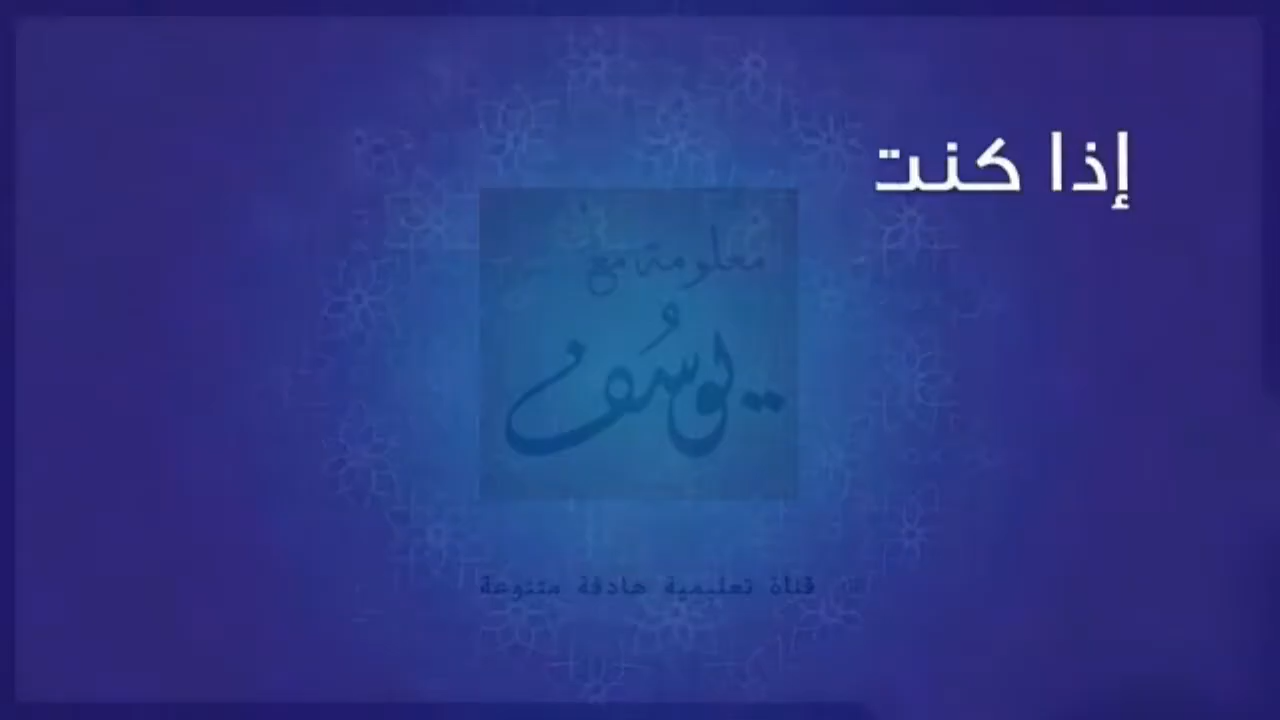 إذا كنت
معلومة مع
يوسف
قناة تعليمية هادفة متنوعة